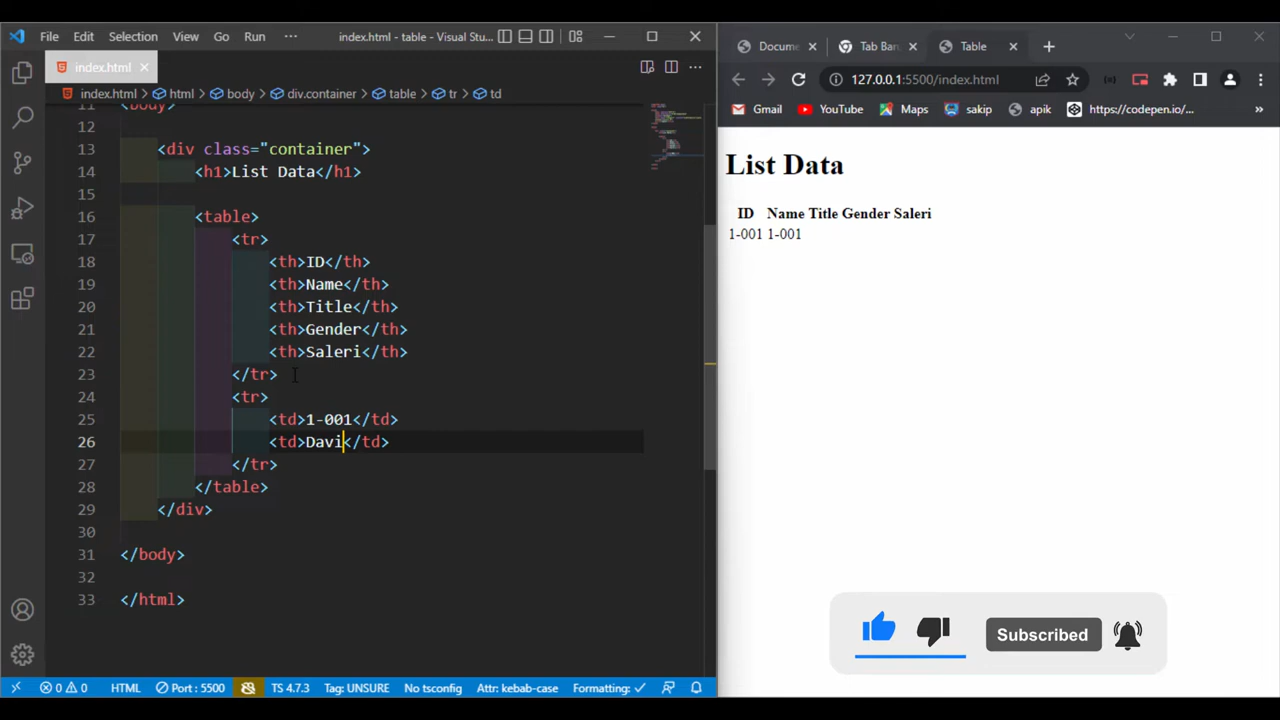 File Edit Selection View Go Run ··· index.html - table - Visual Stu...
index.html
index.html > html > body > div.container > table > tr > td
11 <body>
12
13 <div class="container">
14 <h1>List Data</h1>
15
16 <table>
17 <tr>
18 <th>ID</th>
19 <th>Name</th>
20 <th>Title</th>
21 <th>Gender</th>
22 <th>Saleri</th>
23 </tr>
24 <tr>
25 <td>1-001</td>
26 <td>Davi</td>
27 </tr>
28 </table>
29 </div>
30
31 </body>
32
33 </html>
0 0 HTML Port : 5500 TS 4.7.3 Tag: UNSURE No tsconfig Attr: kebab-case Formatting: ✓
Docume Tab Bar, Table
127.0.0.1:5500/index.html
Gmail YouTube Maps sakip apik https://codepen.io/... »
List Data
ID Name Title Gender Saleri
1-001 1-001
Subscribed